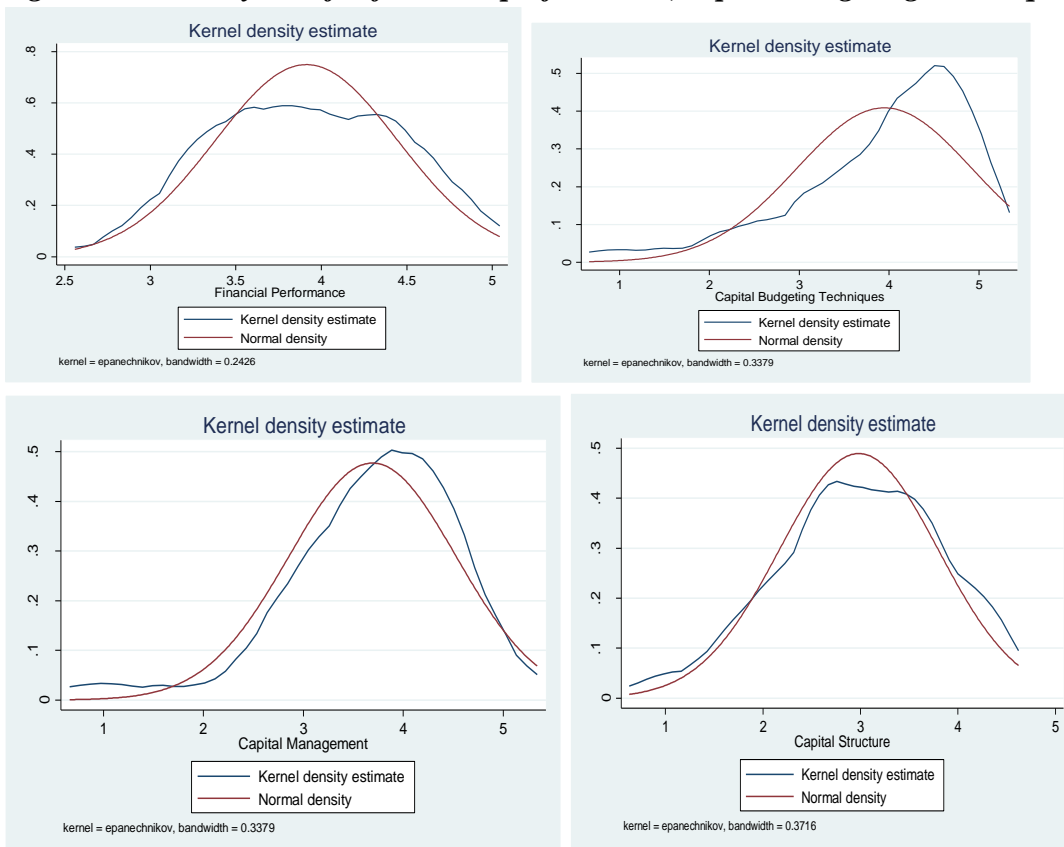 Kernel density estimate
.8
.6
.4
.2
0
2.5 3 3.5 4 4.5 5
Financial Performance
Kernel density estimate
Normal density
kernel = epanechnikov, bandwidth = 0.2426
Kernel density estimate
.5
.4
.3
.2
.1
0
1 2 3 4 5
Capital Budgeting Techniques
Kernel density estimate
Normal density
kernel = epanechnikov, bandwidth = 0.3379
Kernel density estimate
.5
.4
.3
.2
.1
0
1 2 3 4 5
Capital Management
Kernel density estimate
Normal density
kernel = epanechnikov, bandwidth = 0.3379
Kernel density estimate
.5
.4
.3
.2
.1
0
1 2 3 4 5
Capital Structure
Kernel density estimate
Normal density
kernel = epanechnikov, bandwidth = 0.3716